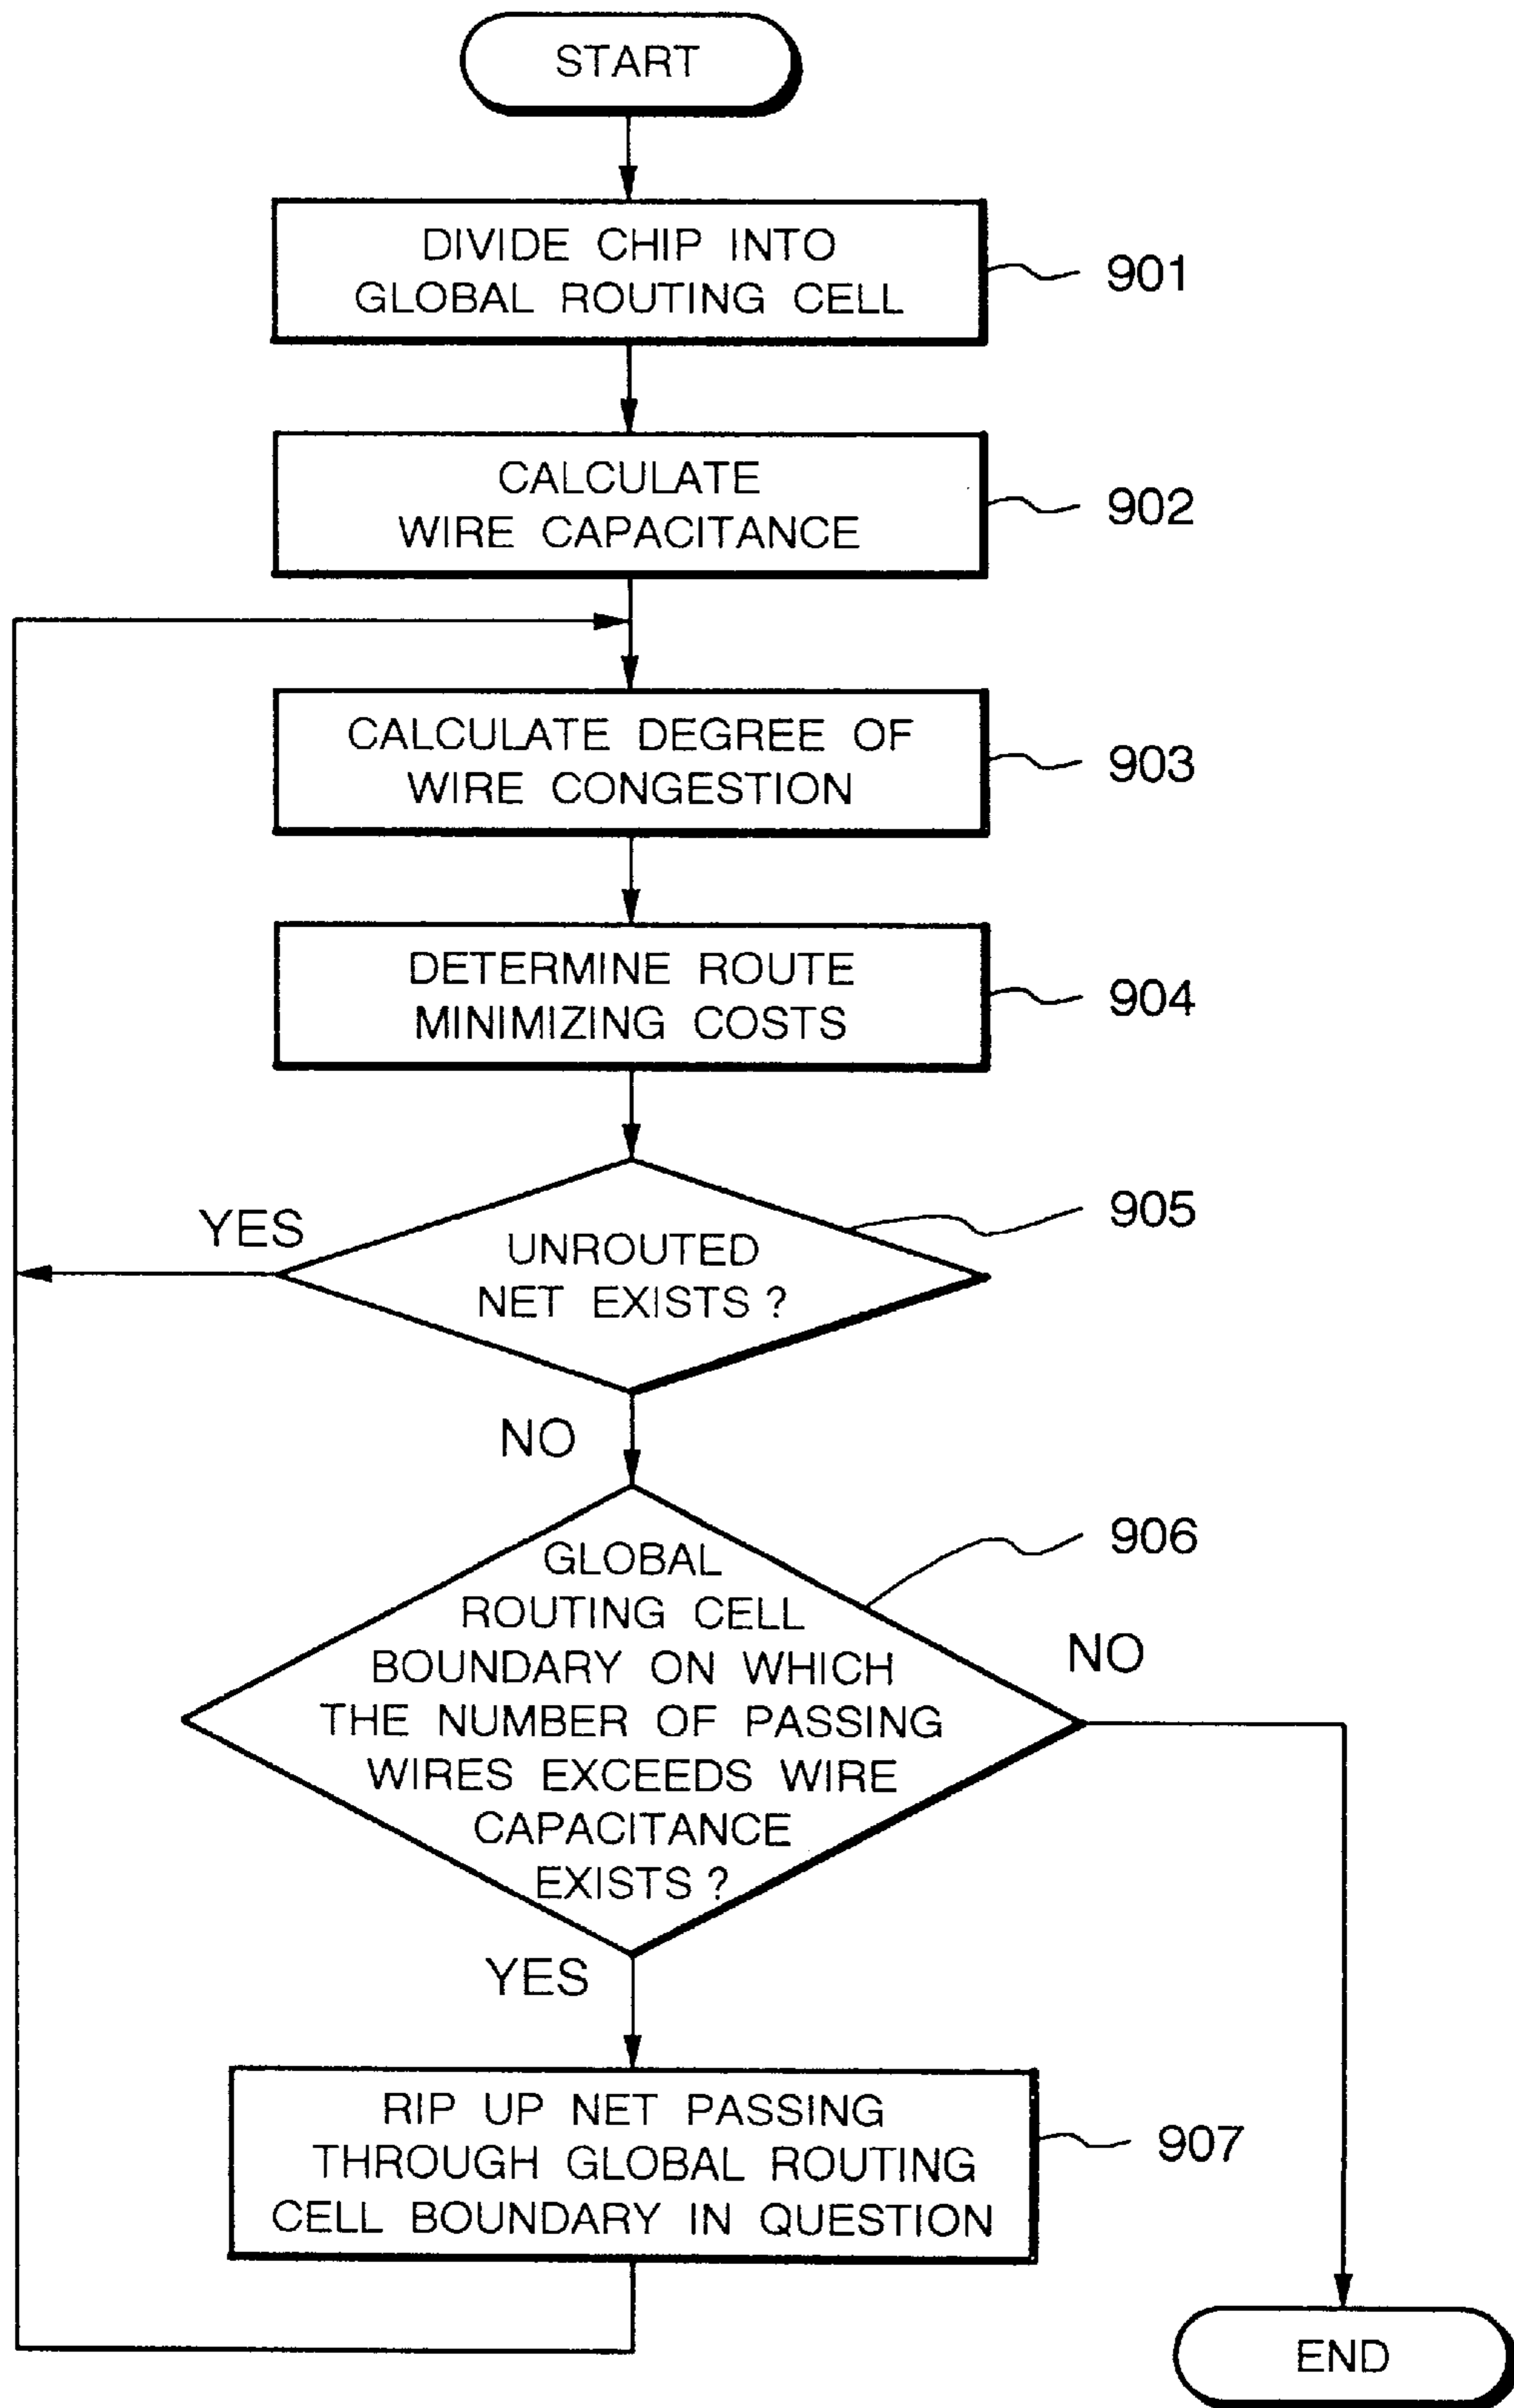 START
DIVIDE CHIP INTO
GLOBAL ROUTING CELL
901
CALCULATE
WIRE CAPACITANCE
902
CALCULATE DEGREE OF
WIRE CONGESTION
903
DETERMINE ROUTE
MINIMIZING COSTS
904
YES
UNROUTED
NET EXISTS ?
905
NO
GLOBAL
ROUTING CELL
BOUNDARY ON WHICH
THE NUMBER OF PASSING
WIRES EXCEEDS WIRE
CAPACITANCE
EXISTS ?
906
NO
YES
RIP UP NET PASSING
THROUGH GLOBAL ROUTING
CELL BOUNDARY IN QUESTION
907
END